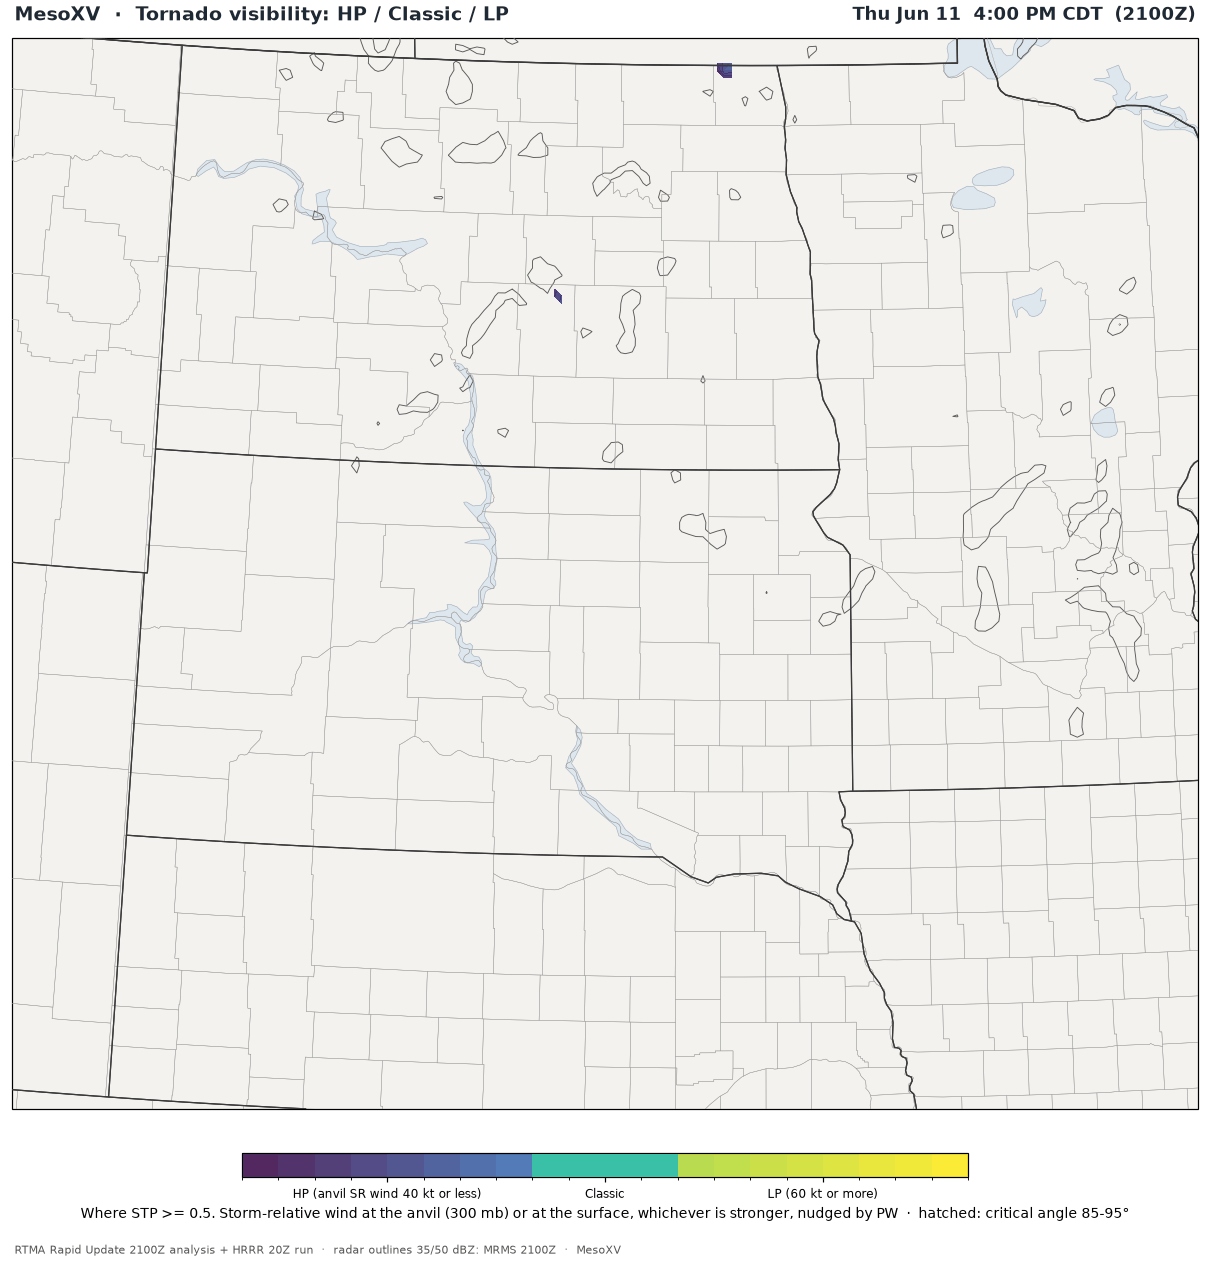 MesoXV · Tornado visibility: HP / Classic / LP
Thu Jun 11 4:00 PM CDT (2100Z)
HP (anvil SR wind 40 kt or less)
Classic
LP (60 kt or more)
Where STP >= 0.5. Storm-relative wind at the anvil (300 mb) or at the surface, whichever is stronger, nudged by PW · hatched: critical angle 85-95°
RTMA Rapid Update 2100Z analysis + HRRR 20Z run · radar outlines 35/50 dBZ: MRMS 2100Z · MesoXV